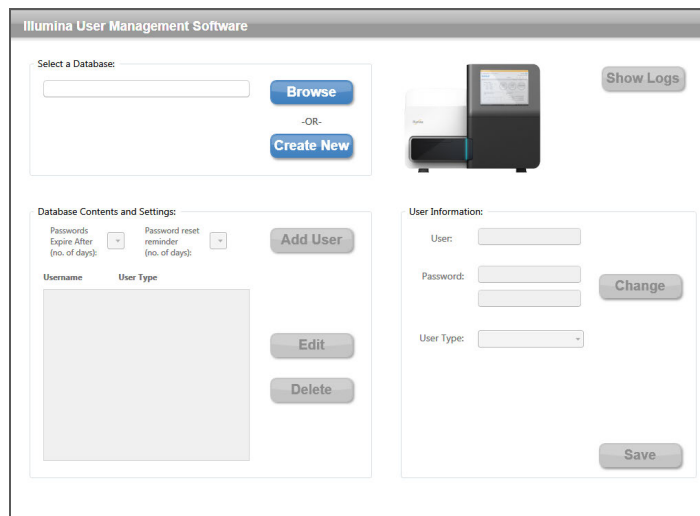 Illumina User Management Software
Select a Database:
Browse
-OR-
Create New
Show Logs
Database Contents and Settings:
Passwords
Expire After
(no. of days):
Password reset
reminder
(no. of days):
Add User
Username User Type
Edit
Delete
User Information:
User:
Password:
Change
User Type:
Save